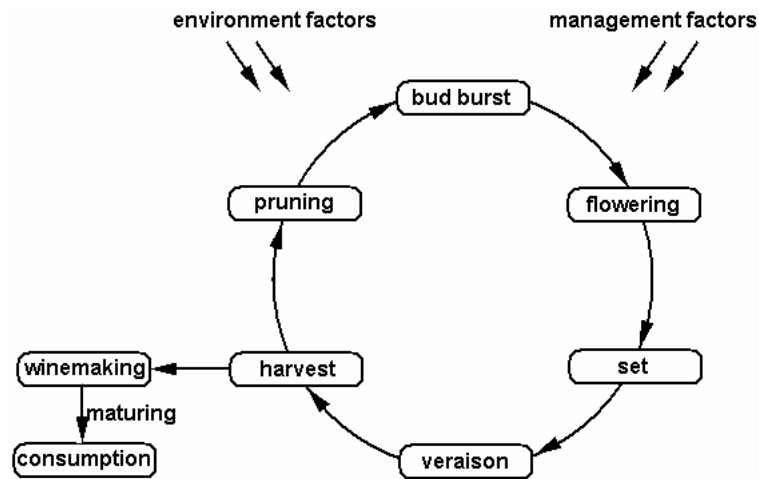 environment factors
management factors
bud burst
pruning
flowering
winemaking
harvest
set
maturing
consumption
veraison